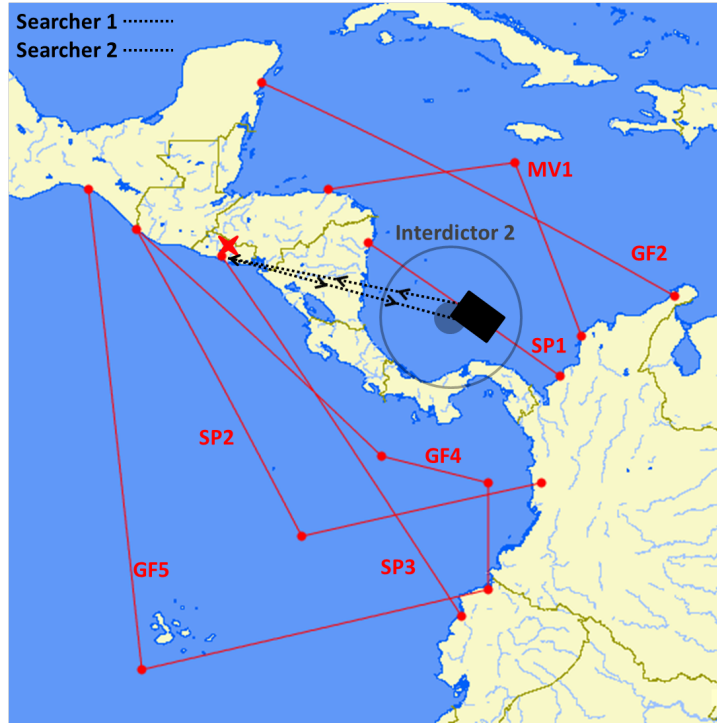 Searcher 1
Searcher 2
MV1
Interdictor 2
GF2
SP1
SP2
GF4
GF5
SP3